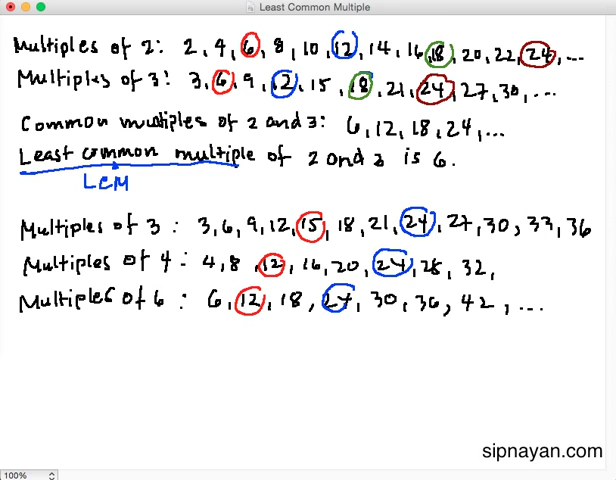 Least Common Multiple
Multiples of 2: 2, 4, 6, 8, 10, 12, 14, 16, 18, 20, 22, 24, ...
Multiples of 3: 3, 6, 9, 12, 15, 18, 21, 24, 27, 30, ...
Common multiples of 2 and 3: 6, 12, 18, 24, ...
Least common multiple of 2 and 3 is 6.
LCM
Multiples of 3 : 3, 6, 9, 12, 15, 18, 21, 24, 27, 30, 33, 36
Multiples of 4 : 4, 8, 12, 16, 20, 24, 28, 32,
Multiples of 6 : 6, 12, 18, 24, 30, 36, 42, ...
sipnayan.com
100%